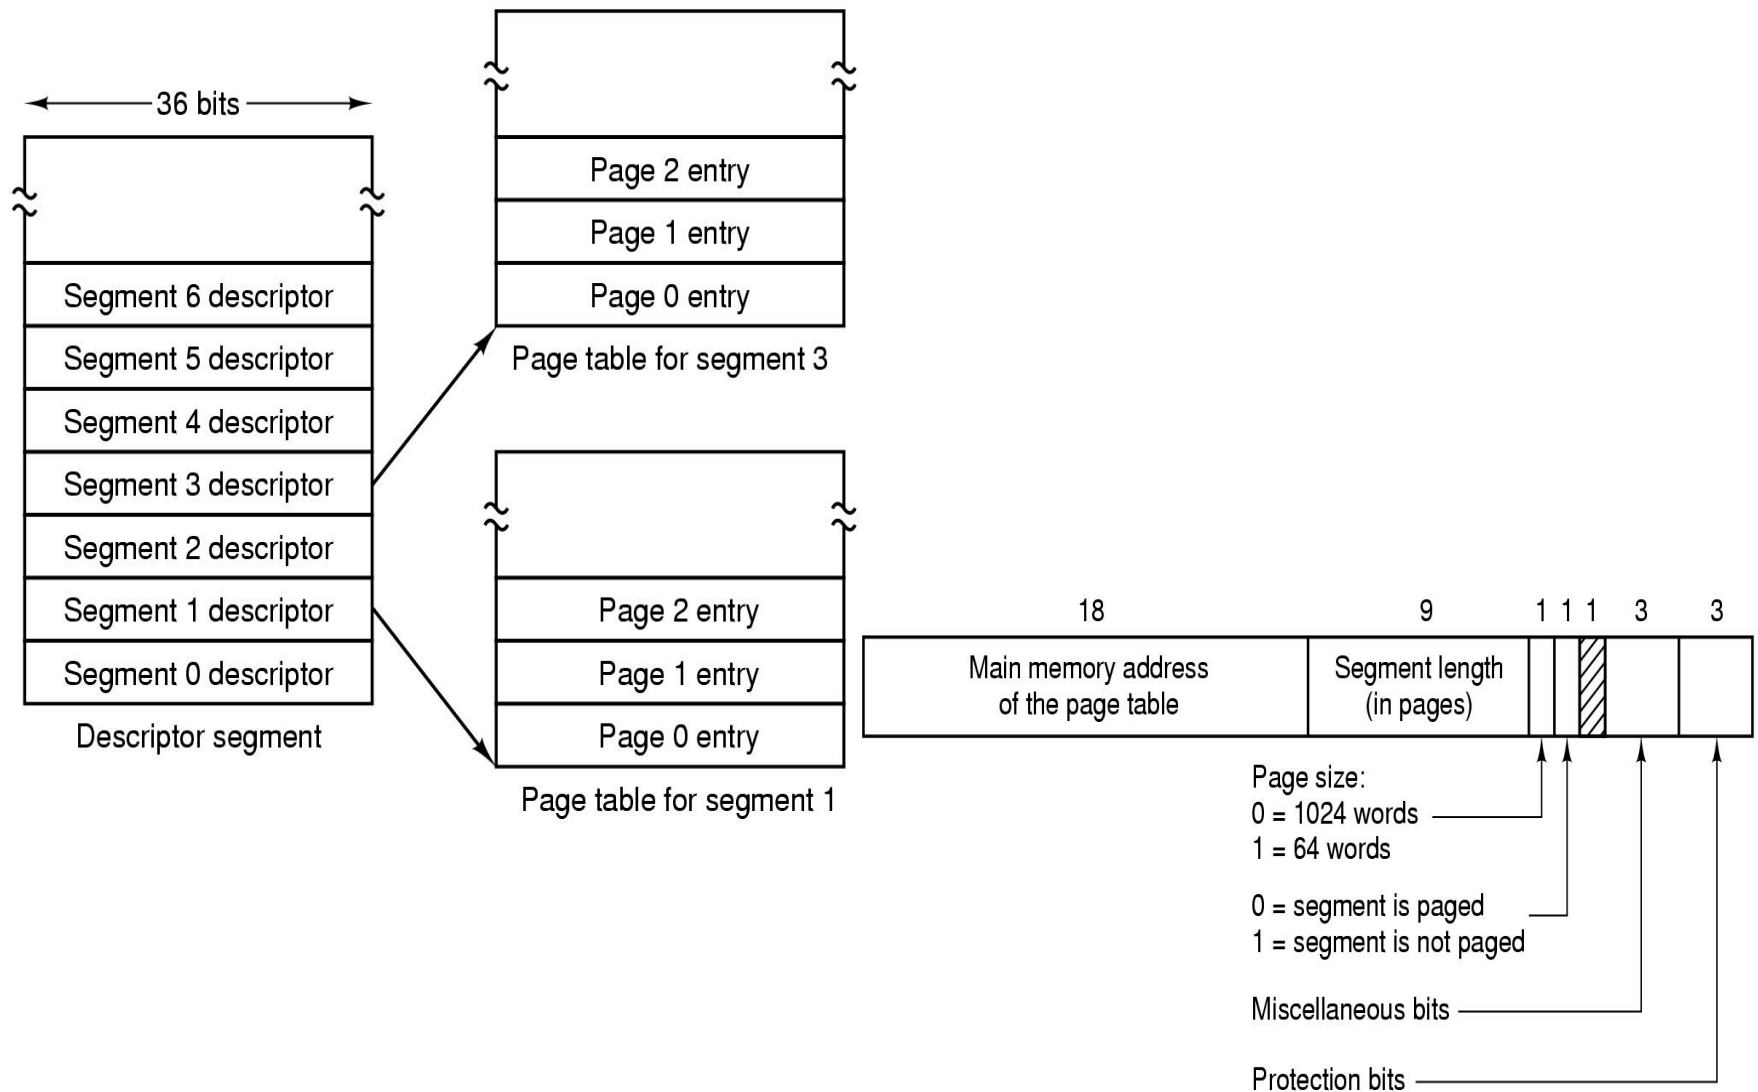 36 bits
Segment 6 descriptor
Segment 5 descriptor
Segment 4 descriptor
Segment 3 descriptor
Segment 2 descriptor
Segment 1 descriptor
Segment 0 descriptor
Descriptor segment
Page 2 entry
Page 1 entry
Page 0 entry
Page table for segment 3
Page 2 entry
Page 1 entry
Page 0 entry
Page table for segment 1
18 9 1 1 1 3 3
Main memory address
of the page table
Segment length
(in pages)
Page size:
0 = 1024 words
1 = 64 words
0 = segment is paged
1 = segment is not paged
Miscellaneous bits
Protection bits